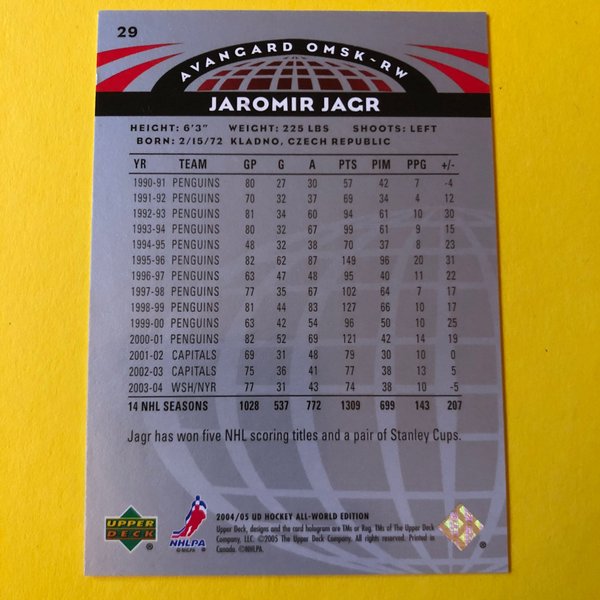 29
AVANGARD OMSK-RW
JAROMIR JAGR
HEIGHT: 6'3" WEIGHT: 225 LBS SHOOTS: LEFT
BORN: 2/15/72 KLADNO, CZECH REPUBLIC
YR TEAM GP G A PTS PIM PPG +/-
1990-91 PENGUINS 80 27 30 57 42 7 -4
1991-92 PENGUINS 70 32 37 69 34 4 12
1992-93 PENGUINS 81 34 60 94 61 10 30
1993-94 PENGUINS 80 32 67 99 61 9 15
1994-95 PENGUINS 48 32 38 70 37 8 23
1995-96 PENGUINS 82 62 87 149 96 20 31
1996-97 PENGUINS 63 47 48 95 40 11 22
1997-98 PENGUINS 77 35 67 102 64 7 17
1998-99 PENGUINS 81 44 83 127 66 10 17
1999-00 PENGUINS 63 42 54 96 50 10 25
2000-01 PENGUINS 82 52 69 121 42 14 19
2001-02 CAPITALS 69 31 48 79 30 10 0
2002-03 CAPITALS 75 36 41 77 38 13 5
2003-04 WSH/NYR 77 31 43 74 38 10 -5
14 NHL SEASONS 1028 537 772 1309 699 143 207
Jagr has won five NHL scoring titles and a pair of Stanley Cups.
2004/05 UD HOCKEY ALL-WORLD EDITION
Upper Deck, designs and the card hologram are TMs or Reg. TMs of The Upper Deck
Company, LLC. ©2005 The Upper Deck Company. All rights reserved. Printed in
Canada. ©NHLPA.
UPPER DECK ®
NHLPA
© NHLPA
®